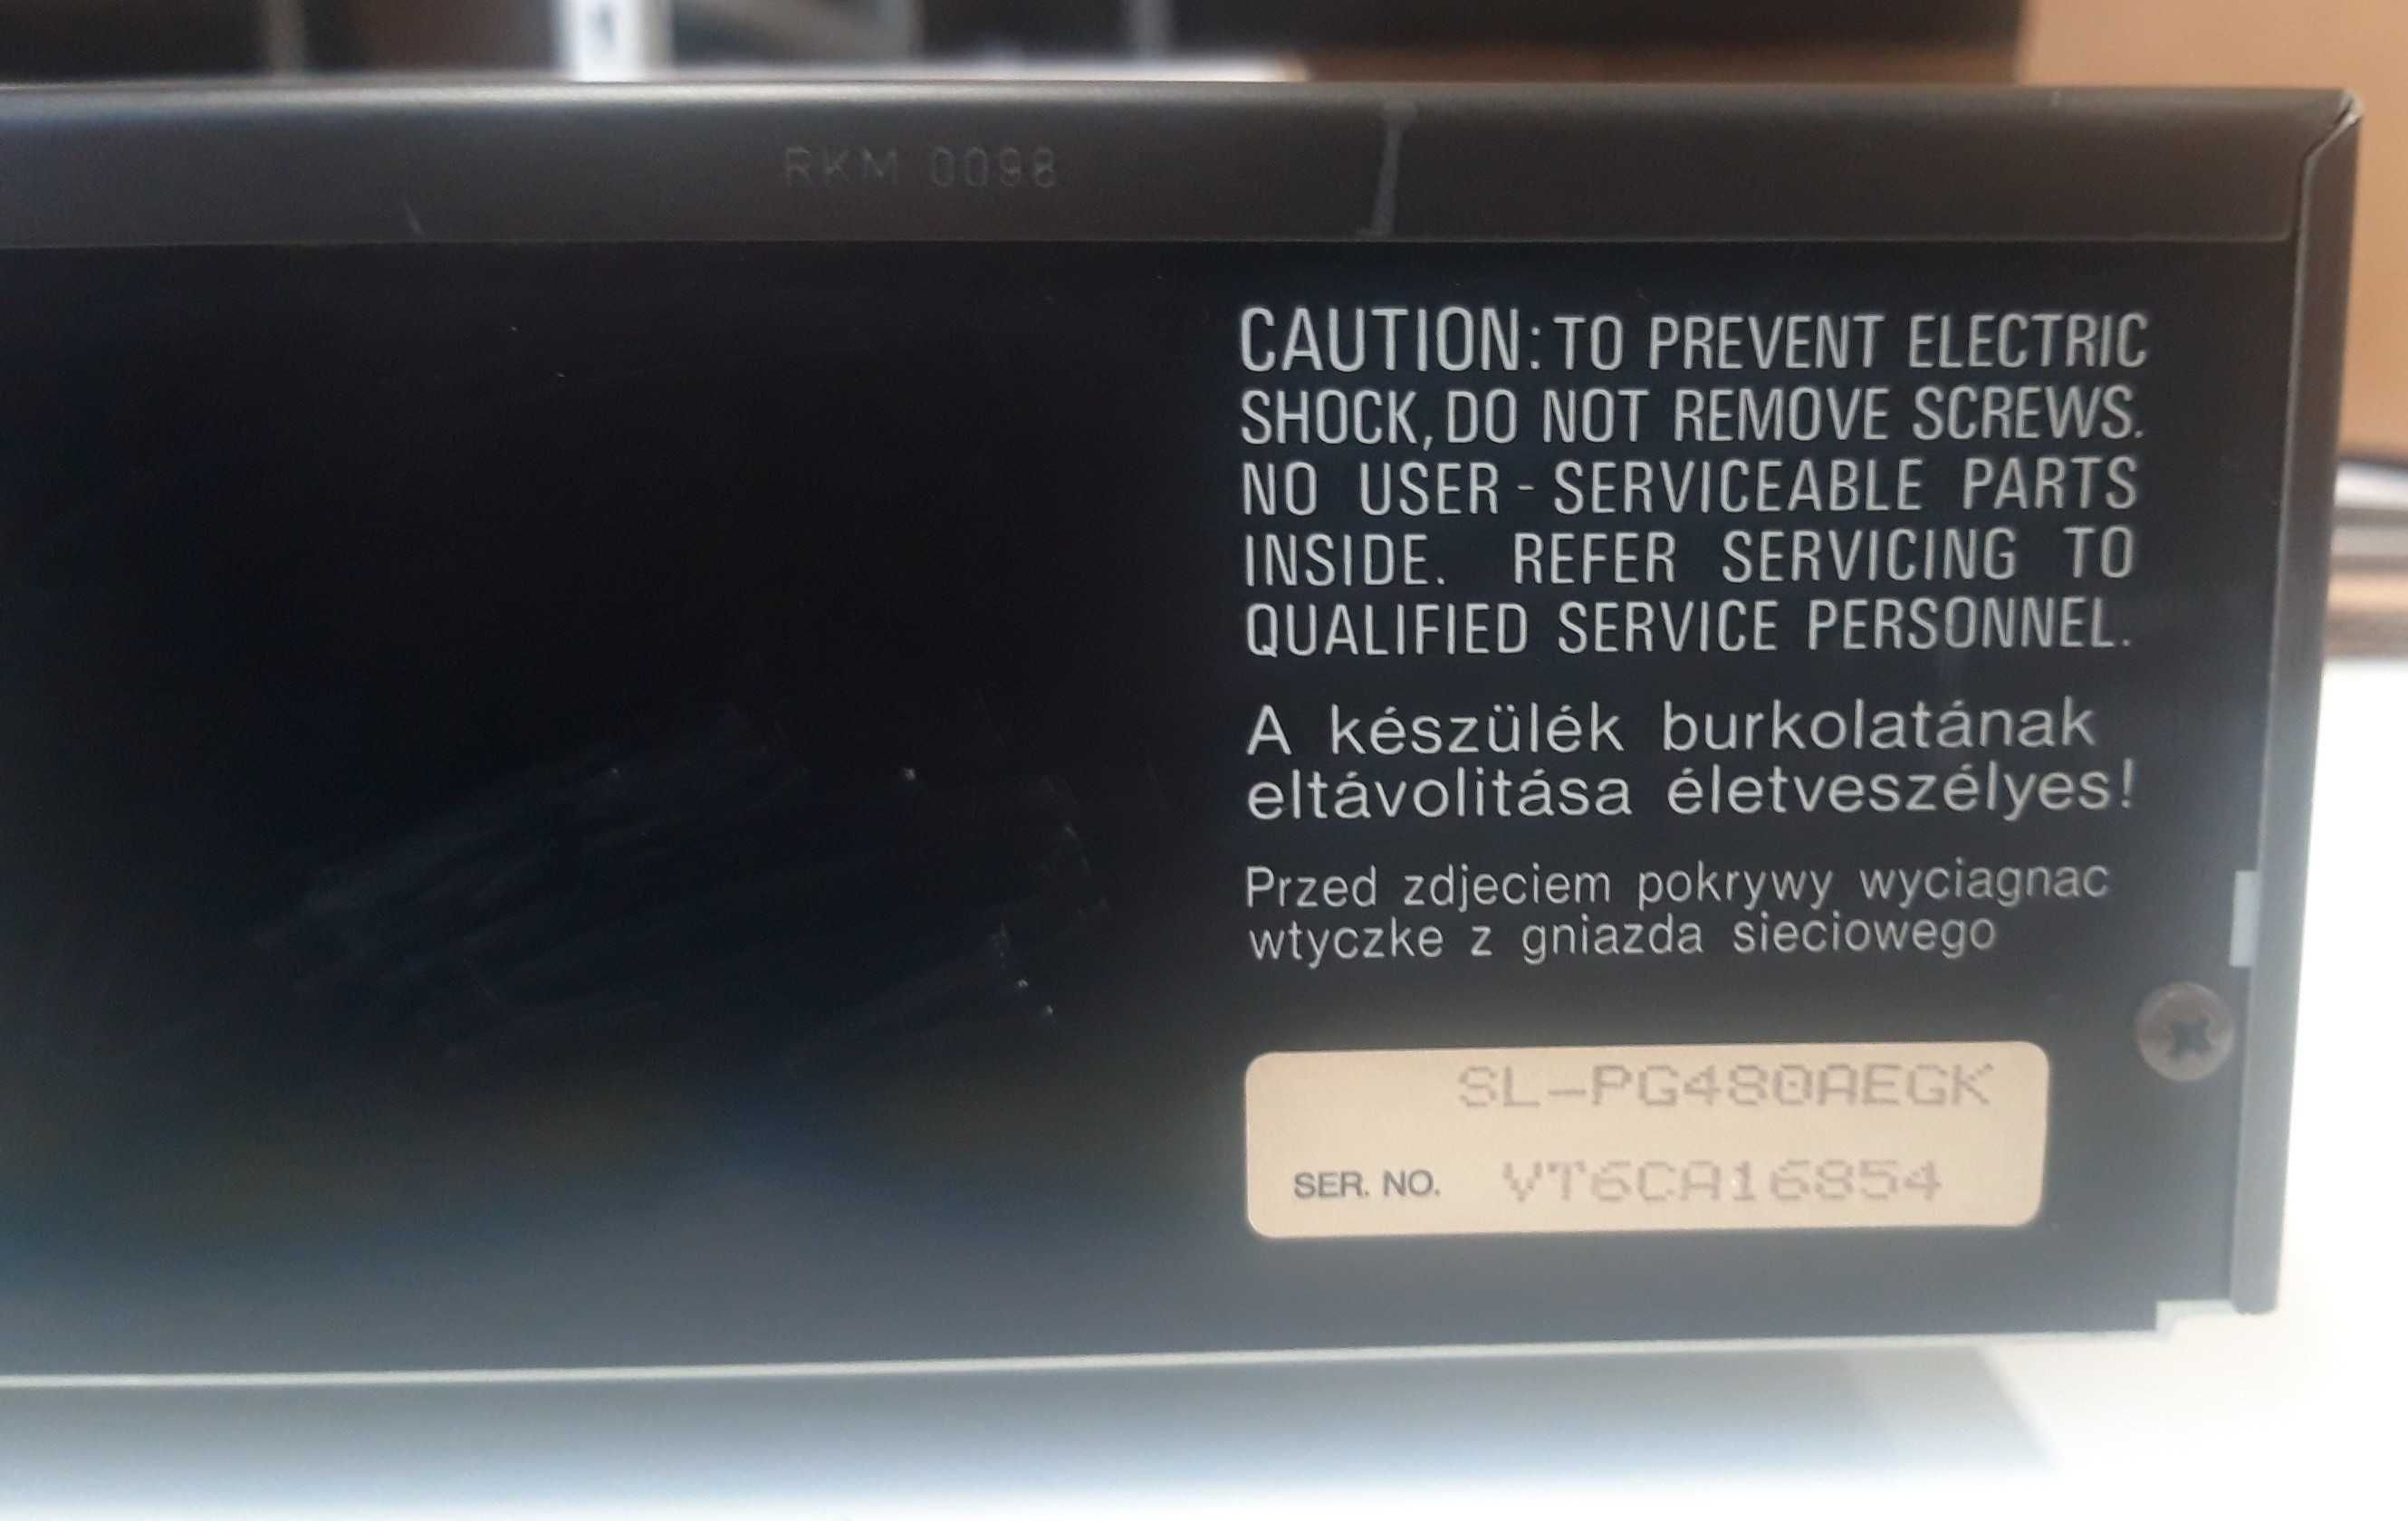 RKM 0098
CAUTION: TO PREVENT ELECTRIC
SHOCK, DO NOT REMOVE SCREWS.
NO USER - SERVICEABLE PARTS
INSIDE. REFER SERVICING TO
QUALIFIED SERVICE PERSONNEL.
A készülék burkolatának
eltávolitása életveszélyes!
Przed zdjeciem pokrywy wyciagnac
wtyczke z gniazda sieciowego
SL-PG480AEGK
SER. NO. VT6CA16854